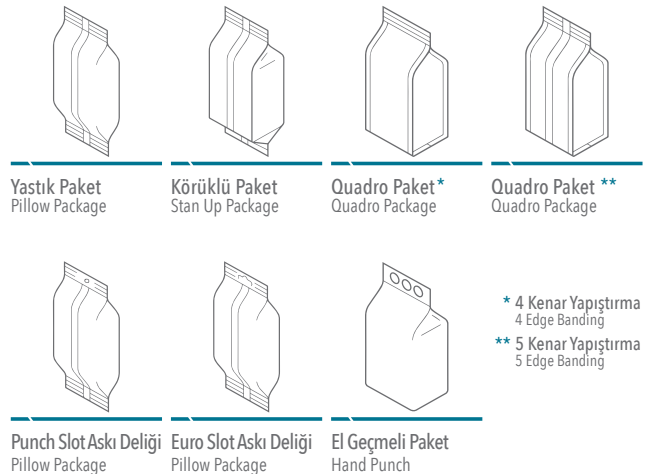 Yastık Paket
Pillow Package
Körüklü Paket
Stan Up Package
Quadro Paket*
Quadro Package
Quadro Paket **
Quadro Package
Punch Slot Askı Deliği
Pillow Package
Euro Slot Askı Deliği
Pillow Package
El Geçmeli Paket
Hand Punch
* 4 Kenar Yapıştırma
4 Edge Banding
** 5 Kenar Yapıştırma
5 Edge Banding